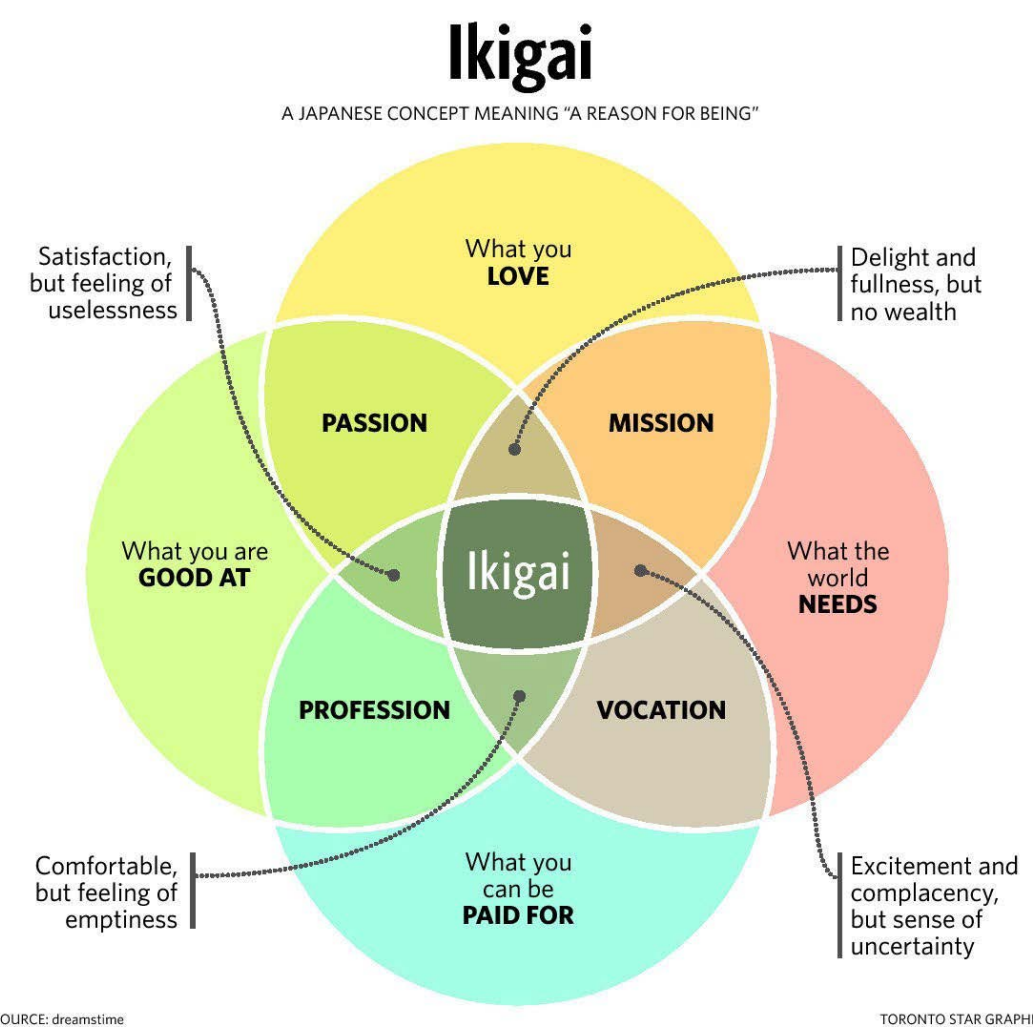 Ikigai
A JAPANESE CONCEPT MEANING “A REASON FOR BEING”
Satisfaction,
but feeling of
uselessness
What you
LOVE
Delight and
fullness, but
no wealth
PASSION
MISSION
What you are
GOOD AT
Ikigai
What the
world
NEEDS
PROFESSION
VOCATION
Comfortable,
but feeling of
emptiness
What you
can be
PAID FOR
Excitement and
complacency,
but sense of
uncertainty
OURCE: dreamstime
TORONTO STAR GRAPHI